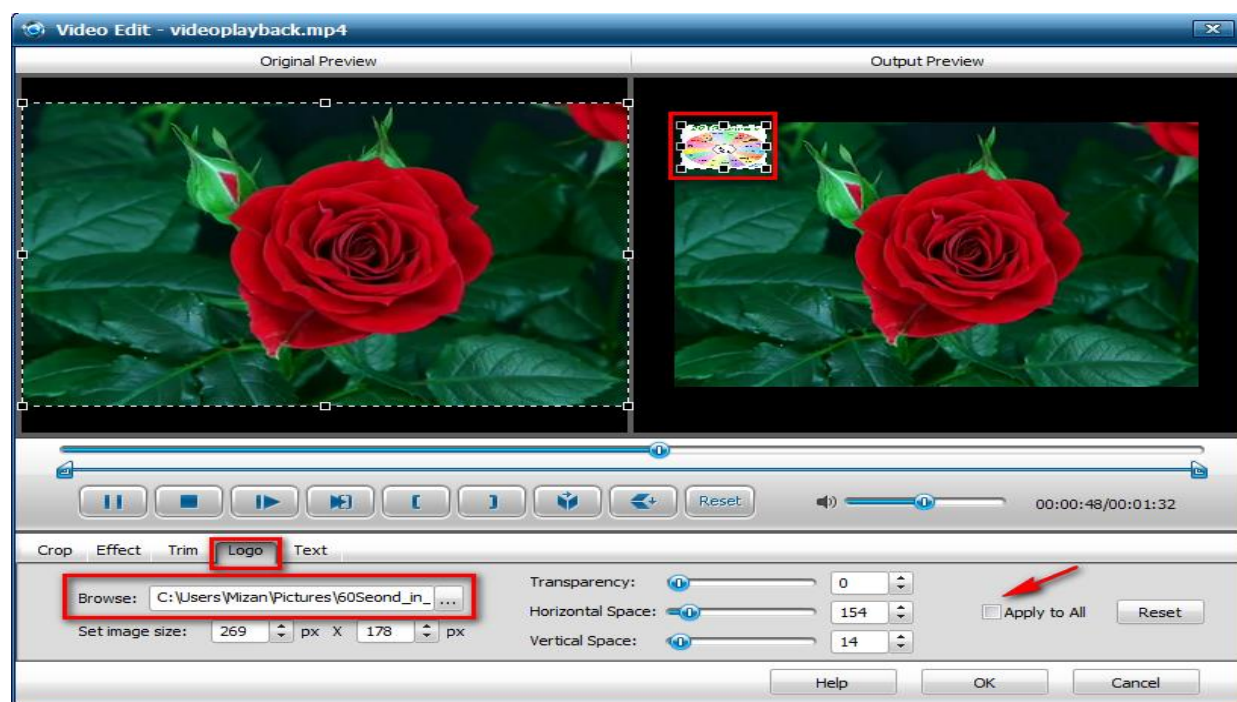 Video Edit - videoplayback.mp4
Original Preview
Output Preview
Reset
00:00:48/00:01:32
Crop Effect Trim Logo Text
Browse: C:\Users\Mizan\Pictures\60Seond_in_ ...
Set image size: 269 px X 178 px
Transparency: 0
Horizontal Space: 154
Vertical Space: 14
Apply to All Reset
Help OK Cancel